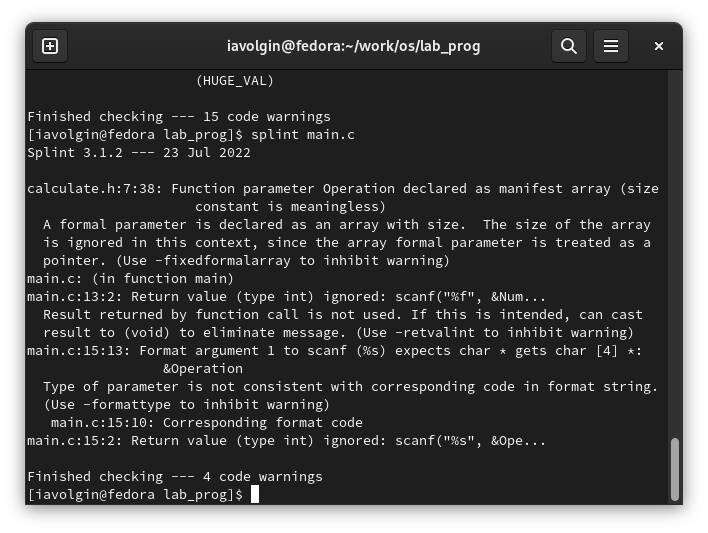 iavolgin@fedora:~/work/os/lab_prog
(HUGE_VAL)
Finished checking --- 15 code warnings
[iavolgin@fedora lab_prog]$ splint main.c
Splint 3.1.2 --- 23 Jul 2022
calculate.h:7:38: Function parameter Operation declared as manifest array (size
constant is meaningless)
A formal parameter is declared as an array with size.  The size of the array
is ignored in this context, since the array formal parameter is treated as a
pointer. (Use -fixedformalarray to inhibit warning)
main.c: (in function main)
main.c:13:2: Return value (type int) ignored: scanf("%f", &Num...
Result returned by function call is not used. If this is intended, can cast
result to (void) to eliminate message. (Use -retvalint to inhibit warning)
main.c:15:13: Format argument 1 to scanf (%s) expects char * gets char [4] *:
&Operation
Type of parameter is not consistent with corresponding code in format string.
(Use -formattype to inhibit warning)
main.c:15:10: Corresponding format code
main.c:15:2: Return value (type int) ignored: scanf("%s", &Ope...
Finished checking --- 4 code warnings
[iavolgin@fedora lab_prog]$